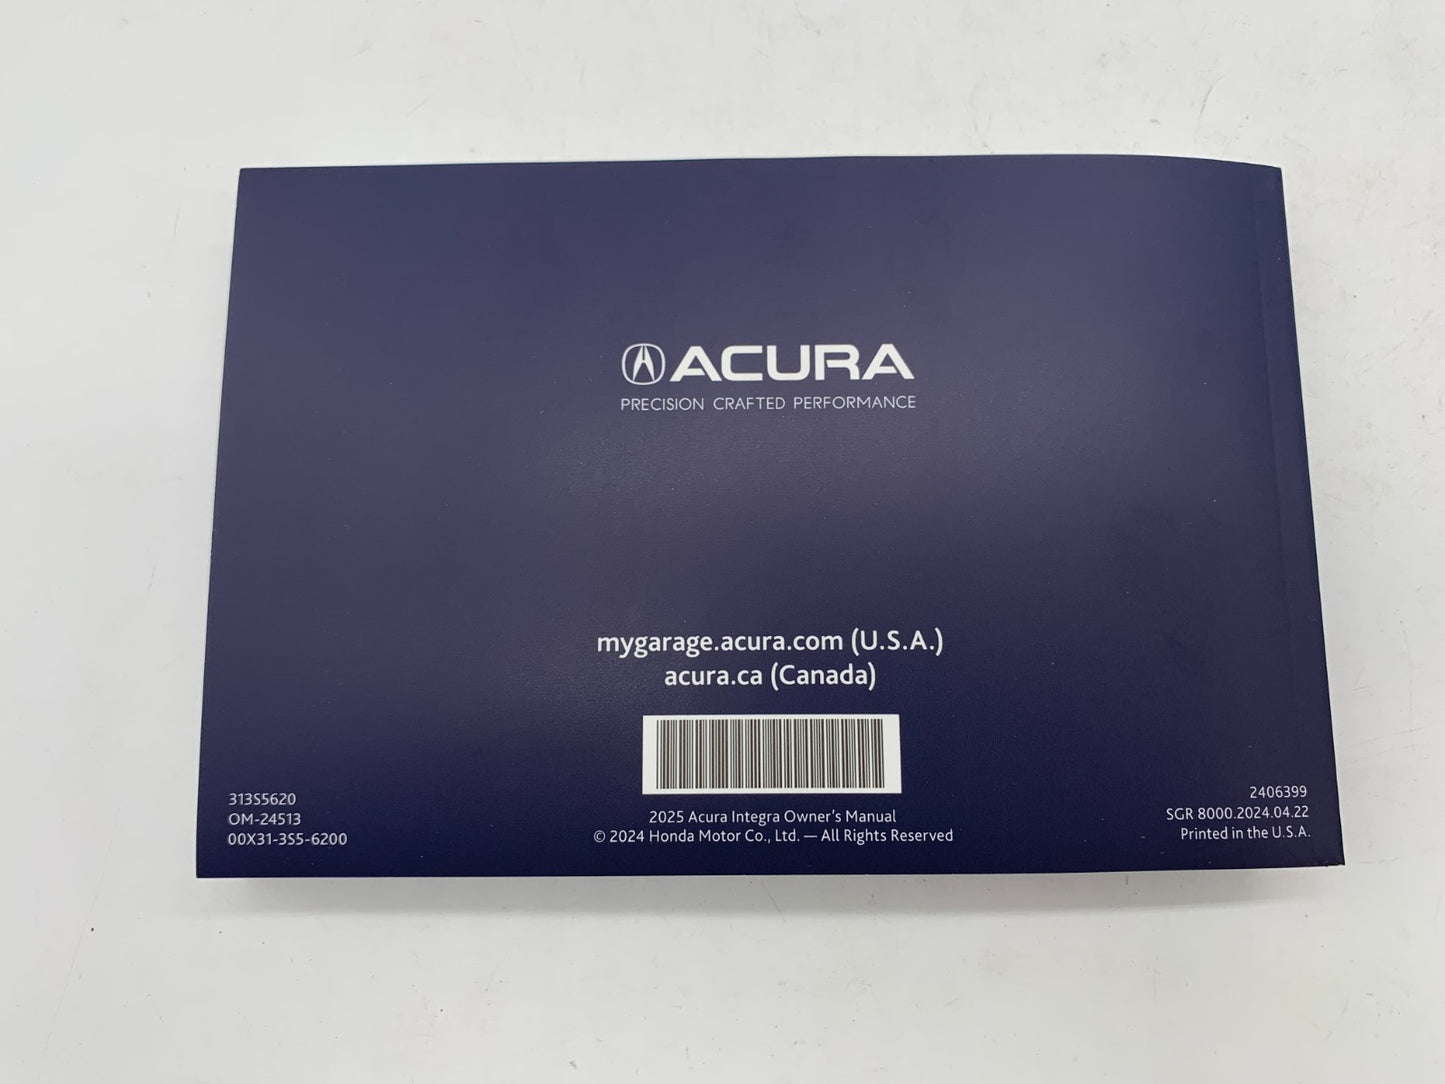 ACURA
PRECISION CRAFTED PERFORMANCE
mygarage.acura.com (U.S.A.)
acura.ca (Canada)
313S5620
OM-24513
00X31-3S5-6200
2025 Acura Integra Owner's Manual
© 2024 Honda Motor Co., Ltd. — All Rights Reserved
2406399
SGR 8000.2024.04.22
Printed in the U.S.A.